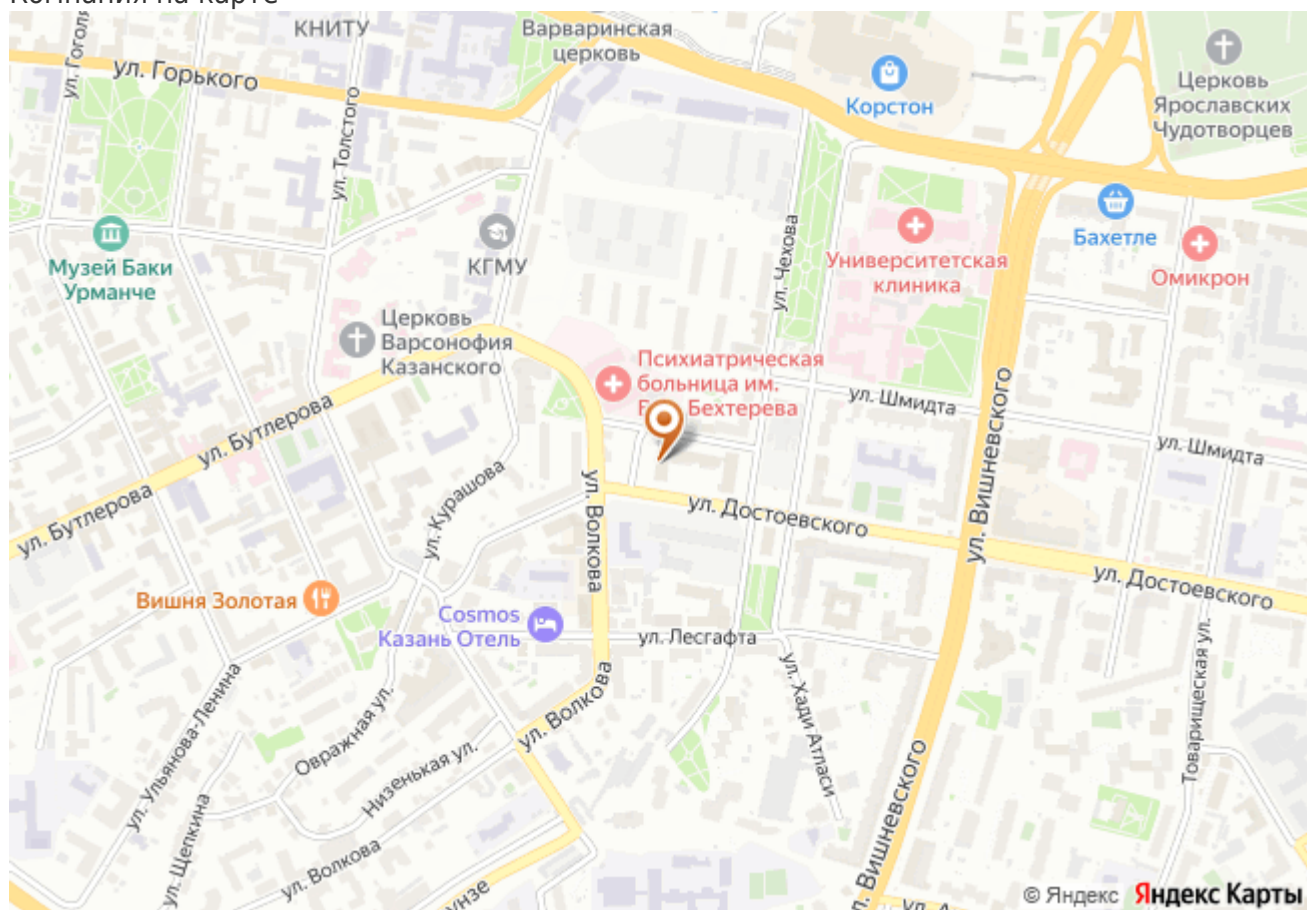 Компания на карте
КНИТУ
Варваринская
церковь
ул. Гоголя
ул. Горького
Корстон
Церковь
Ярославских
Чудотворцев
ул. Толстого
Бахетле
Омикрон
КГМУ
ул. Чехова
Университетская
клиника
Музей Баки
Урманче
Церковь
Варсонофия
Казанского
Психиатрическая
больница им.
Бехтерева
ул. Шмидта
ул. Шмидта
ул. Бутлерова
ул. Бутлерова
ул. Курашова
ул. Волкова
ул. Достоевского
ул. Вишневского
ул. Достоевского
Вишня Золотая
Cosmos
Казань Отель
ул. Лесгафта
ул. Хади Атласи
Товарищеская ул.
ул. Ульянова-Ленина
Овражная ул.
Низенькая ул.
ул. Волкова
ул. Щепкина
ул. Волкова
ул. Вишневского
© Яндекс Яндекс Карты